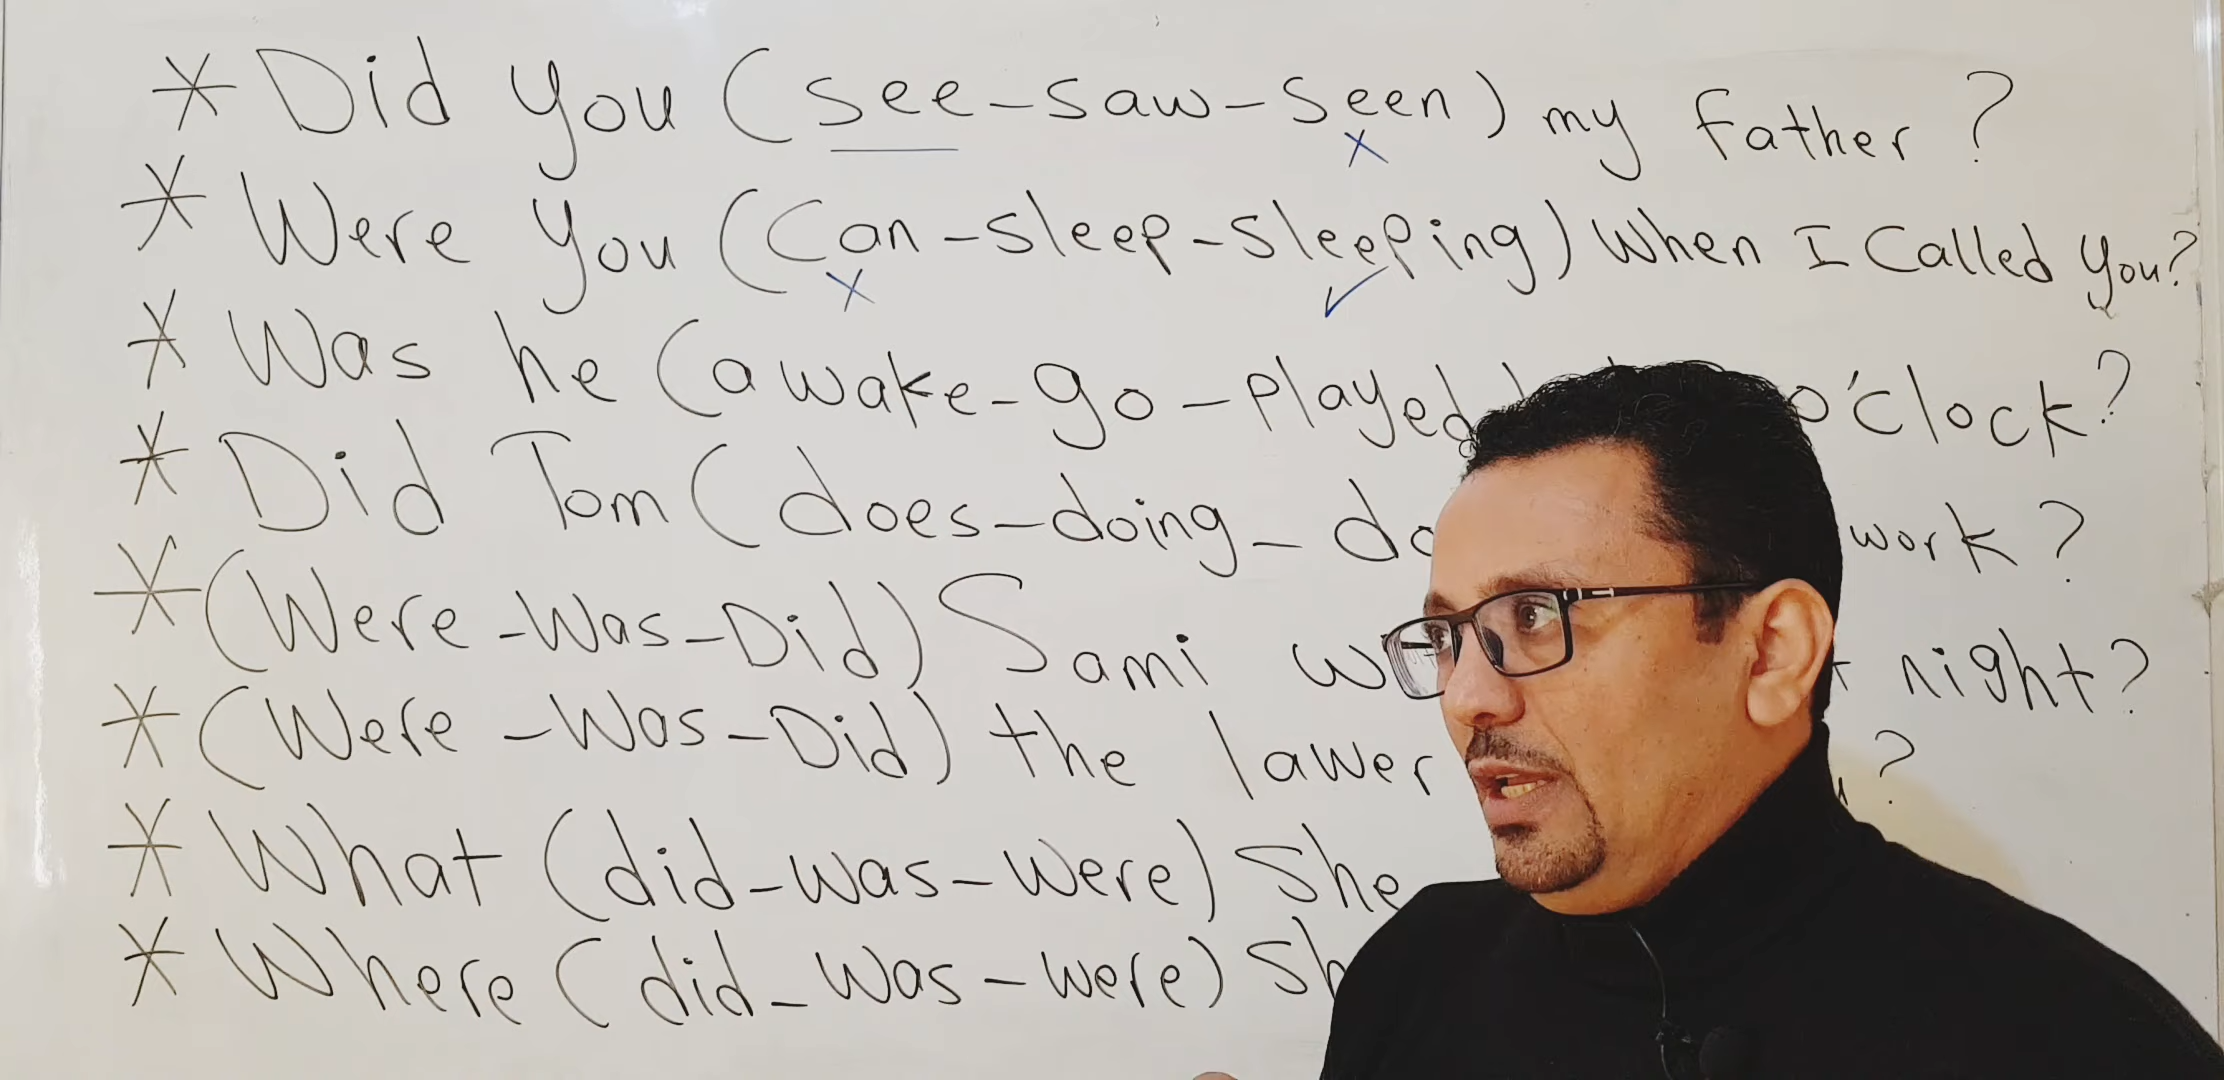 * Did you (see-saw-seen) my father?
* Were you (Can-sleep-sleeping) when I Called you?
* Was he (awake-go-played o'clock?
* Did Tom (does-doing- work?
* (Were-Was-Did) Sami night?
* (Were-Was-Did) the lawer ?
* What (did-was-were) She
* Where (did-was-were)